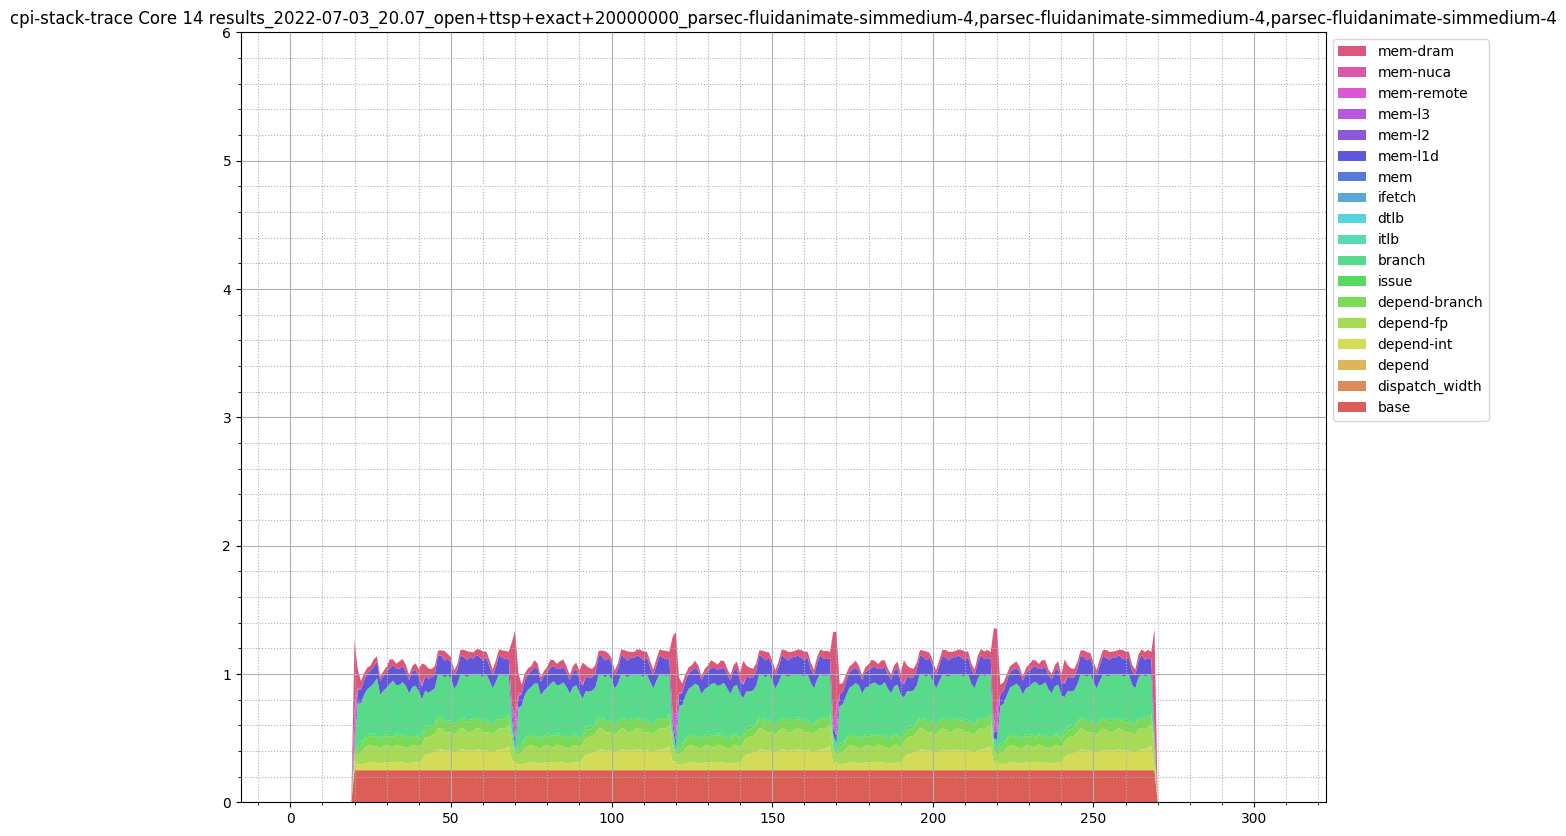 cpi-stack-trace Core 14 results_2022-07-03_20.07_open+ttsp+exact+20000000_parsec-fluidanimate-simmedium-4,parsec-fluidanimate-simmedium-4,parsec-fluidanimate-simmedium-4
6
5
4
3
2
1
0
0 50 100 150 200 250 300
mem-dram
mem-nuca
mem-remote
mem-l3
mem-l2
mem-l1d
mem
ifetch
dtlb
itlb
branch
issue
depend-branch
depend-fp
depend-int
depend
dispatch_width
base